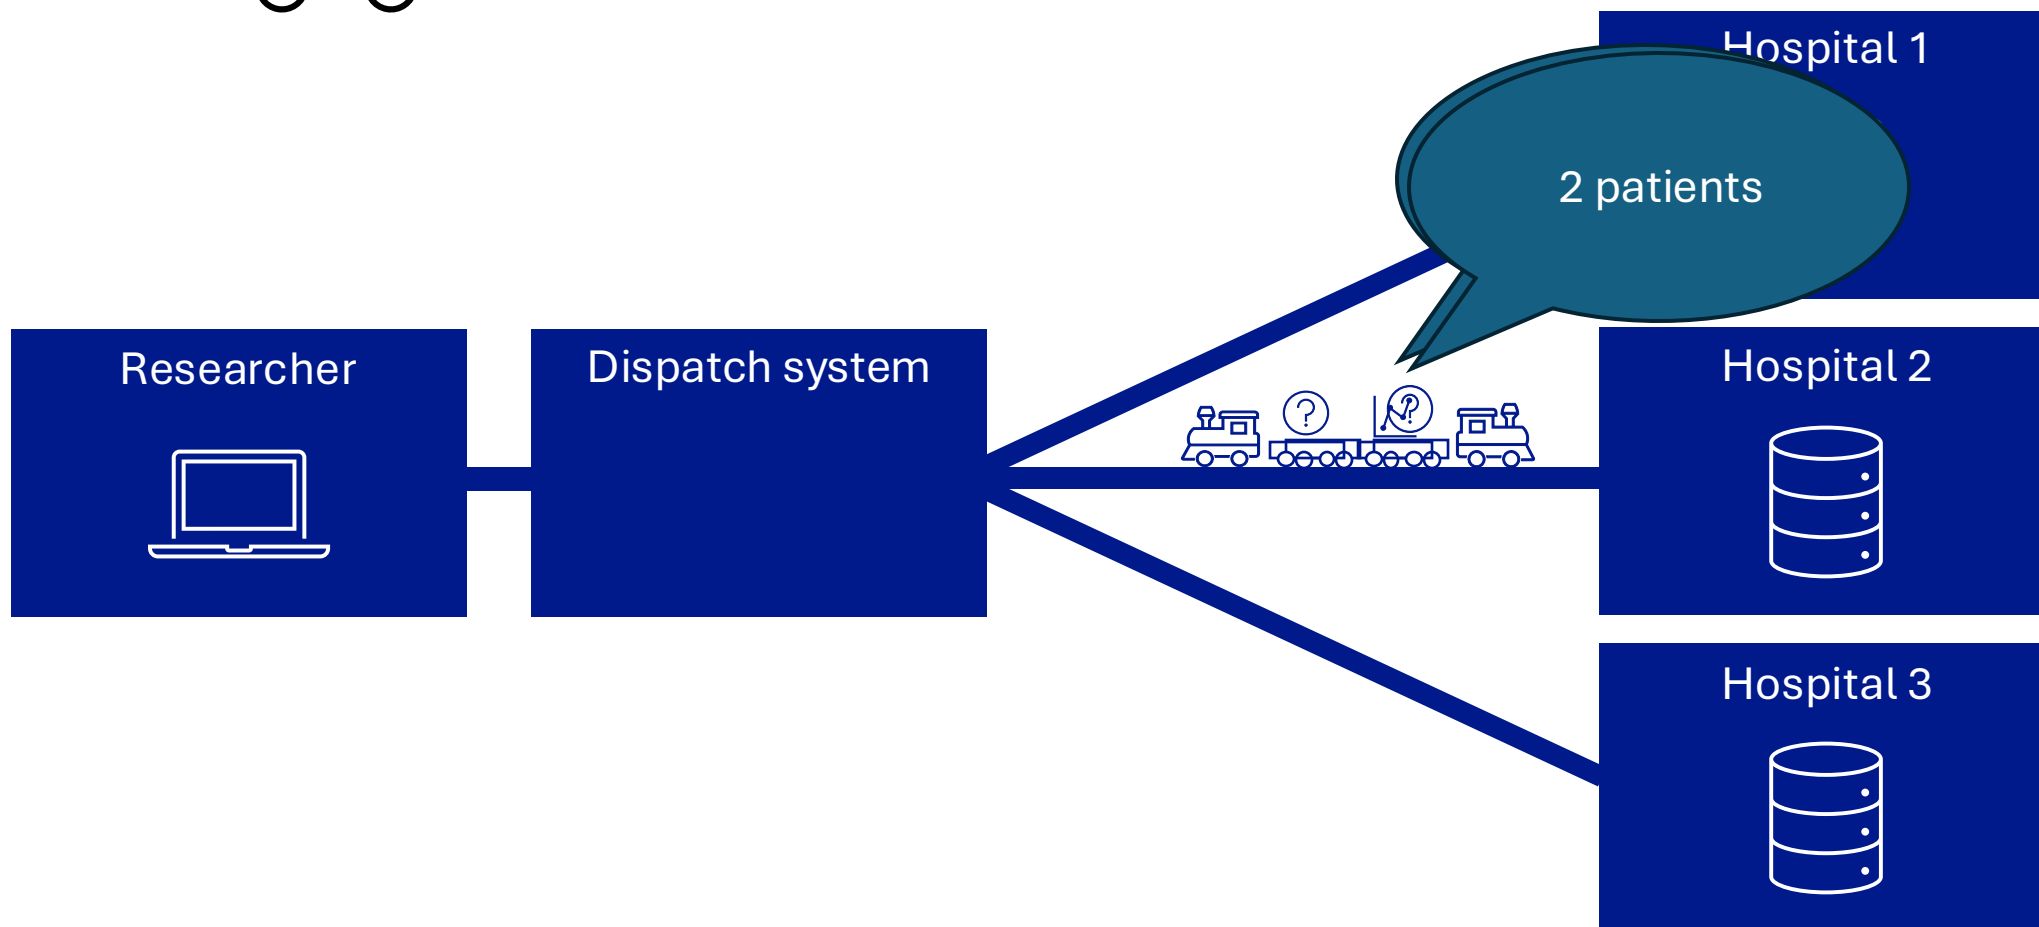 Hospital 1
2 patients
Researcher
Dispatch system
Hospital 2
?
?
Hospital 3